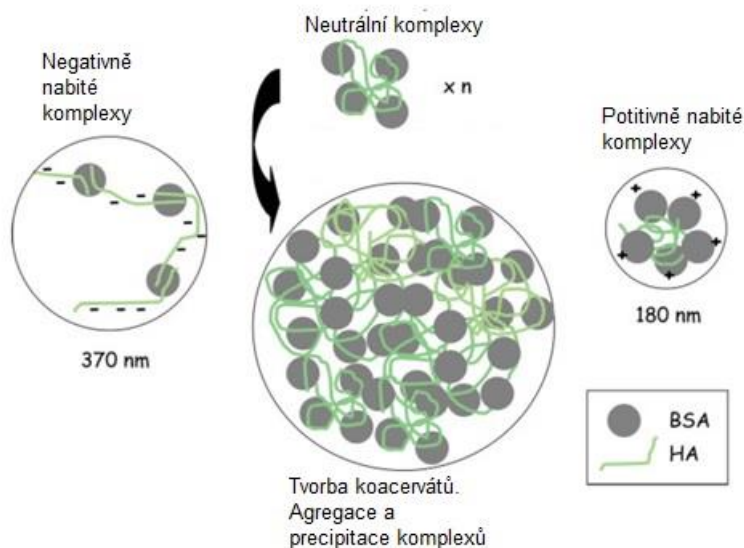 Neutrální komplexy
x n
Negativně
nabité
komplexy
Potitivně nabité
komplexy
370 nm
180 nm
BSA
HA
Tvorba koacervátů.
Agregace a
precipitace komplexů